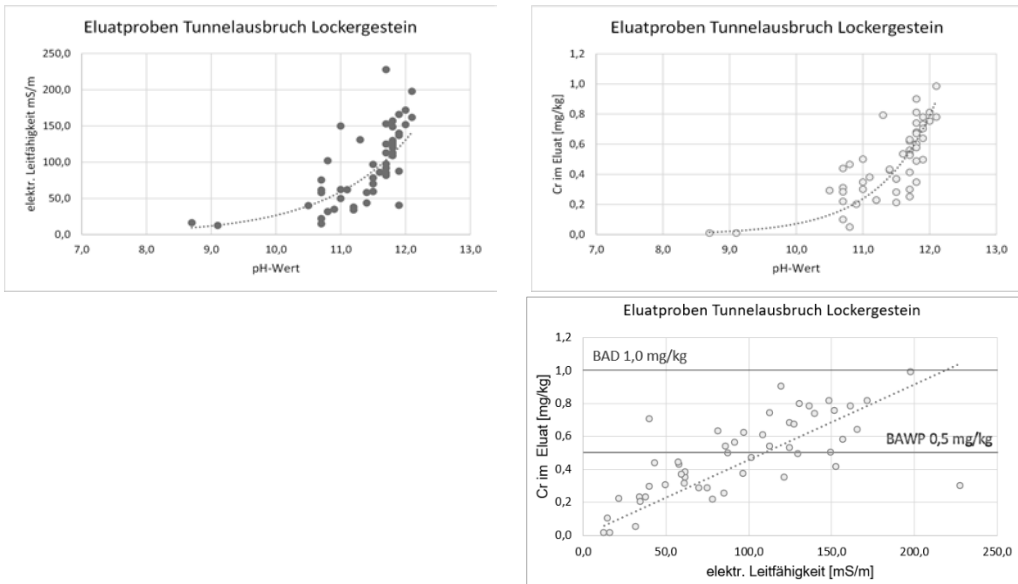 Eluatproben Tunnelausbruch Lockergestein
elektr. Leitfähigkeit mS/m
250,0
200,0
150,0
100,0
50,0
0,0
7,0 8,0 9,0 10,0 11,0 12,0 13,0
pH-Wert
Eluatproben Tunnelausbruch Lockergestein
Cr im Eluat [mg/kg]
1,2
1,0
0,8
0,6
0,4
0,2
0,0
7,0 8,0 9,0 10,0 11,0 12,0 13,0
pH-Wert
Eluatproben Tunnelausbruch Lockergestein
Cr im Eluat [mg/kg]
1,2
BAD 1,0 mg/kg
1,0
0,8
0,6
BAWP 0,5 mg/kg
0,4
0,2
0,0
0,0 50,0 100,0 150,0 200,0 250,0
elektr. Leitfähigkeit [mS/m]